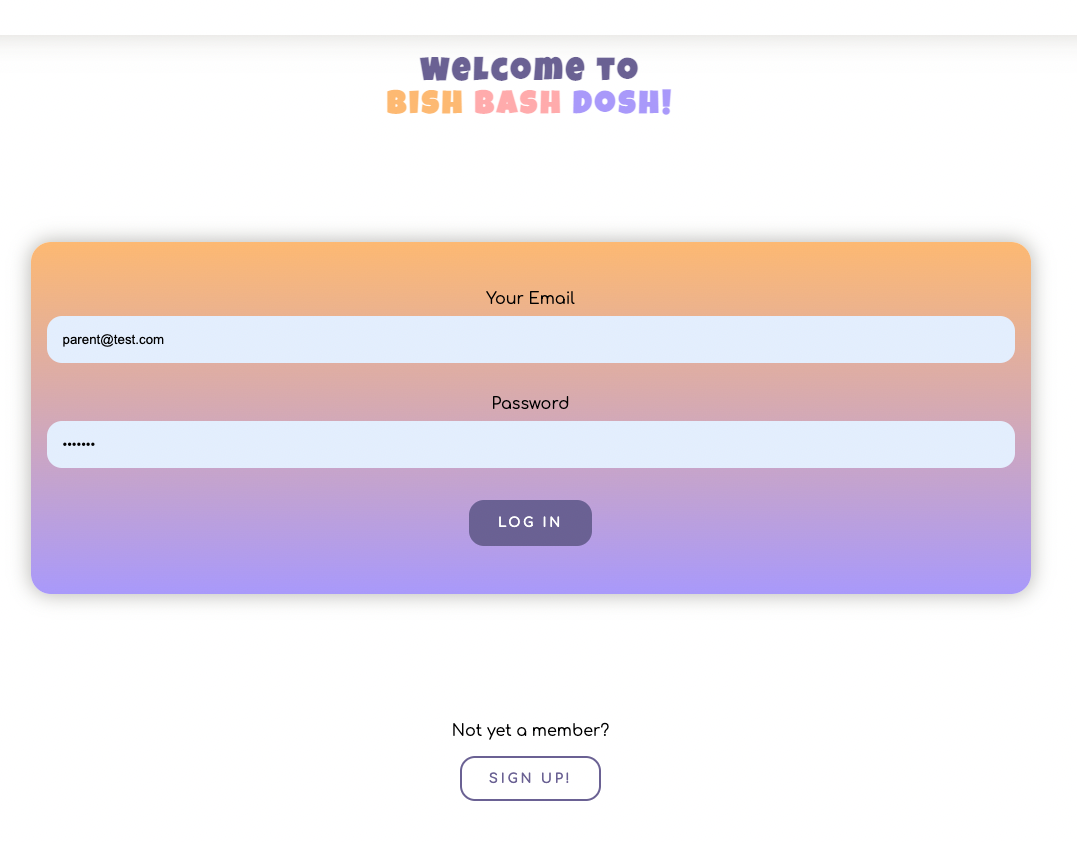 Welcome to
BISH BASH DOSH!
Your Email
parent@test.com
Password
•••••••
LOG IN
Not yet a member?
SIGN UP!